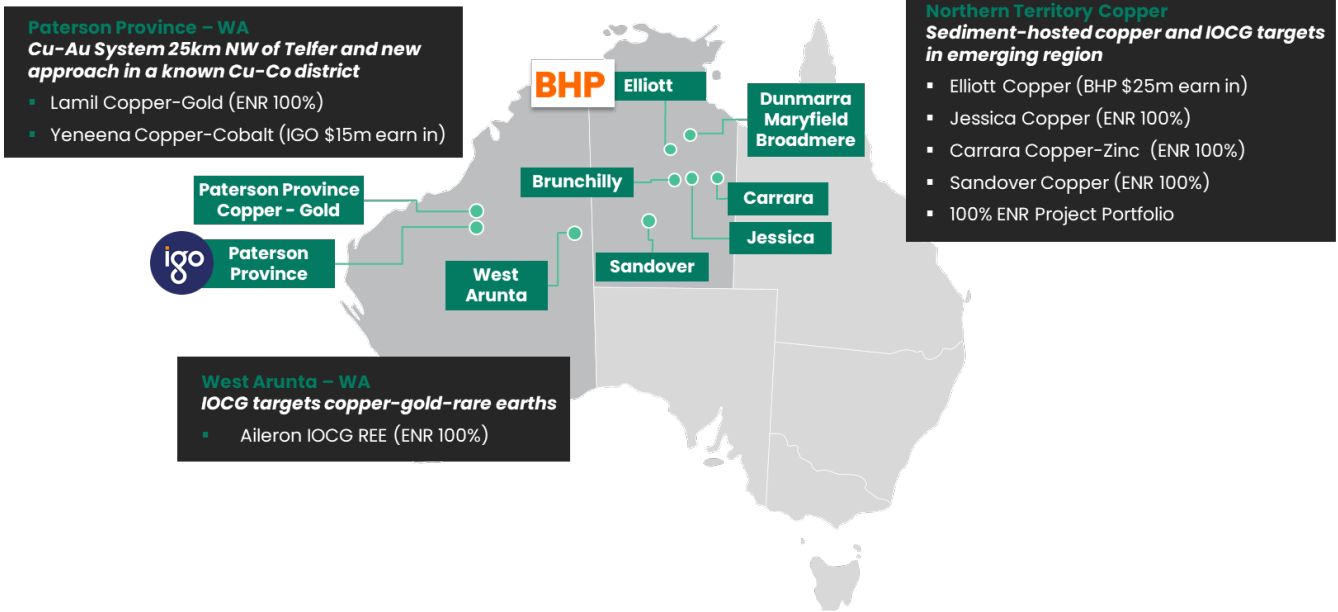 Paterson Province – WA
Cu-Au System 25km NW of Telfer and new
approach in a known Cu-Co district
▪ Lamil Copper-Gold (ENR 100%)
▪ Yeneena Copper-Cobalt (IGO $15m earn in)
Northern Territory Copper
Sediment-hosted copper and IOCG targets
in emerging region
▪ Elliott Copper (BHP $25m earn in)
▪ Jessica Copper (ENR 100%)
▪ Carrara Copper-Zinc (ENR 100%)
▪ Sandover Copper (ENR 100%)
▪ 100% ENR Project Portfolio
BHP
Elliott
Dunmarra
Maryfield
Broadmere
Brunchilly
Carrara
Jessica
Sandover
Paterson Province
Copper - Gold
igo
Paterson
Province
West
Arunta
West Arunta – WA
IOCG targets copper-gold-rare earths
▪ Aileron IOCG REE (ENR 100%)